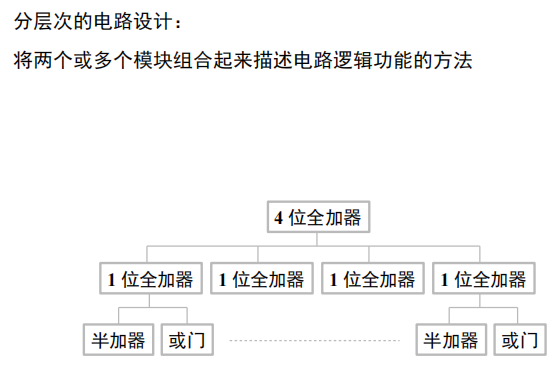 分层次的电路设计：
将两个或多个模块组合起来描述电路逻辑功能的方法
4 位全加器
1 位全加器 1 位全加器 1 位全加器 1 位全加器
半加器 或门 半加器 或门